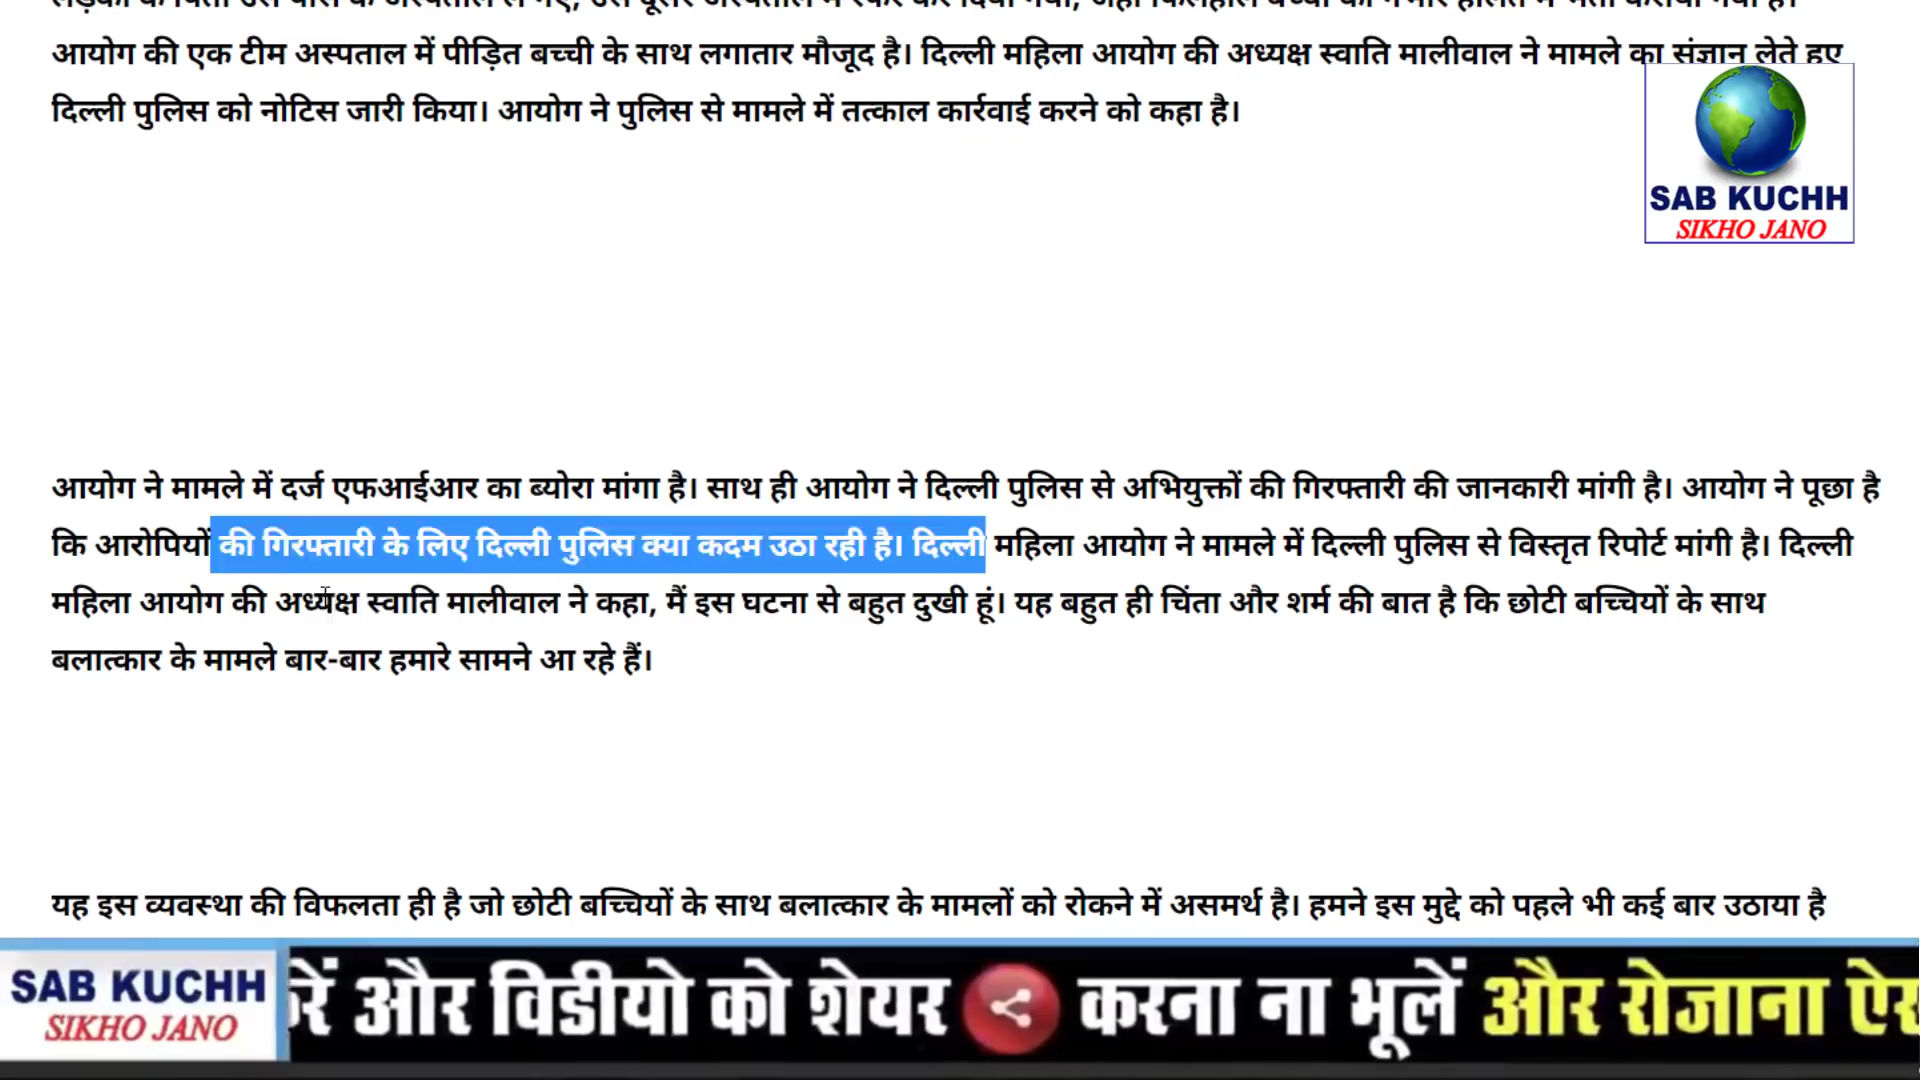 आयोग की एक टीम अस्पताल में पीड़ित बच्ची के साथ लगातार मौजूद है। दिल्ली महिला आयोग की अध्यक्ष स्वाति मालीवाल ने मामले का संज्ञान लेते हुए
दिल्ली पुलिस को नोटिस जारी किया। आयोग ने पुलिस से मामले में तत्काल कार्रवाई करने को कहा है।
SAB KUCHH
SIKHO JANO
आयोग ने मामले में दर्ज एफआईआर का ब्योरा मांगा है। साथ ही आयोग ने दिल्ली पुलिस से अभियुक्तों की गिरफ्तारी की जानकारी मांगी है। आयोग ने पूछा है
कि आरोपियों की गिरफ्तारी के लिए दिल्ली पुलिस क्या कदम उठा रही है। दिल्ली महिला आयोग ने मामले में दिल्ली पुलिस से विस्तृत रिपोर्ट मांगी है। दिल्ली
महिला आयोग की अध्यक्ष स्वाति मालीवाल ने कहा, मैं इस घटना से बहुत दुखी हूं। यह बहुत ही चिंता और शर्म की बात है कि छोटी बच्चियों के साथ
बलात्कार के मामले बार-बार हमारे सामने आ रहे हैं।
यह इस व्यवस्था की विफलता ही है जो छोटी बच्चियों के साथ बलात्कार के मामलों को रोकने में असमर्थ है। हमने इस मुद्दे को पहले भी कई बार उठाया है
SAB KUCHH
SIKHO JANO
और विडीयो को शेयर करना ना भूलें और रोजाना